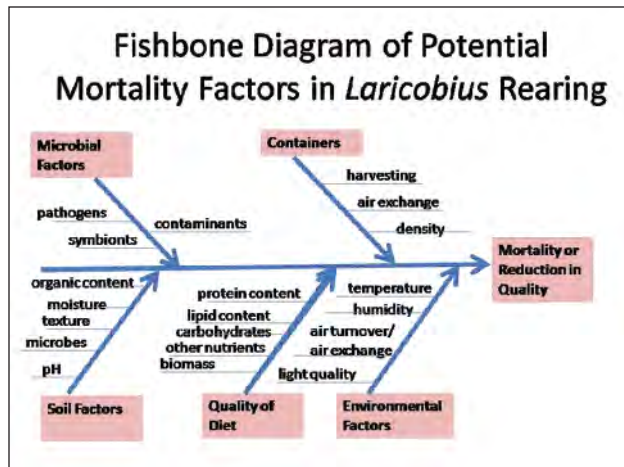 Fishbone Diagram of Potential
Mortality Factors in Laricobius Rearing
Microbial
Factors
pathogens
symbionts
contaminants
Containers
harvesting
air exchange
density
Mortality or
Reduction in
Quality
organic content
moisture
texture
microbes
pH
Soil Factors
protein content
lipid content
carbohydrates
other nutrients
biomass
Quality of
Diet
temperature
humidity
air turnover/
air exchange
light quality
Environmental
Factors